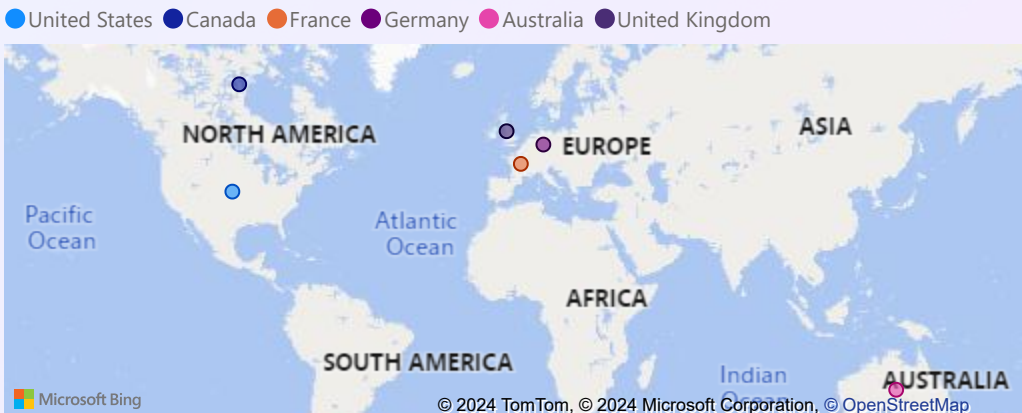 United States Canada France Germany Australia United Kingdom
NORTH AMERICA
EUROPE
ASIA
Pacific
Ocean
Atlantic
Ocean
AFRICA
SOUTH AMERICA
Indian
Ocean
AUSTRALIA
Microsoft Bing
© 2024 TomTom, © 2024 Microsoft Corporation, © OpenStreetMap